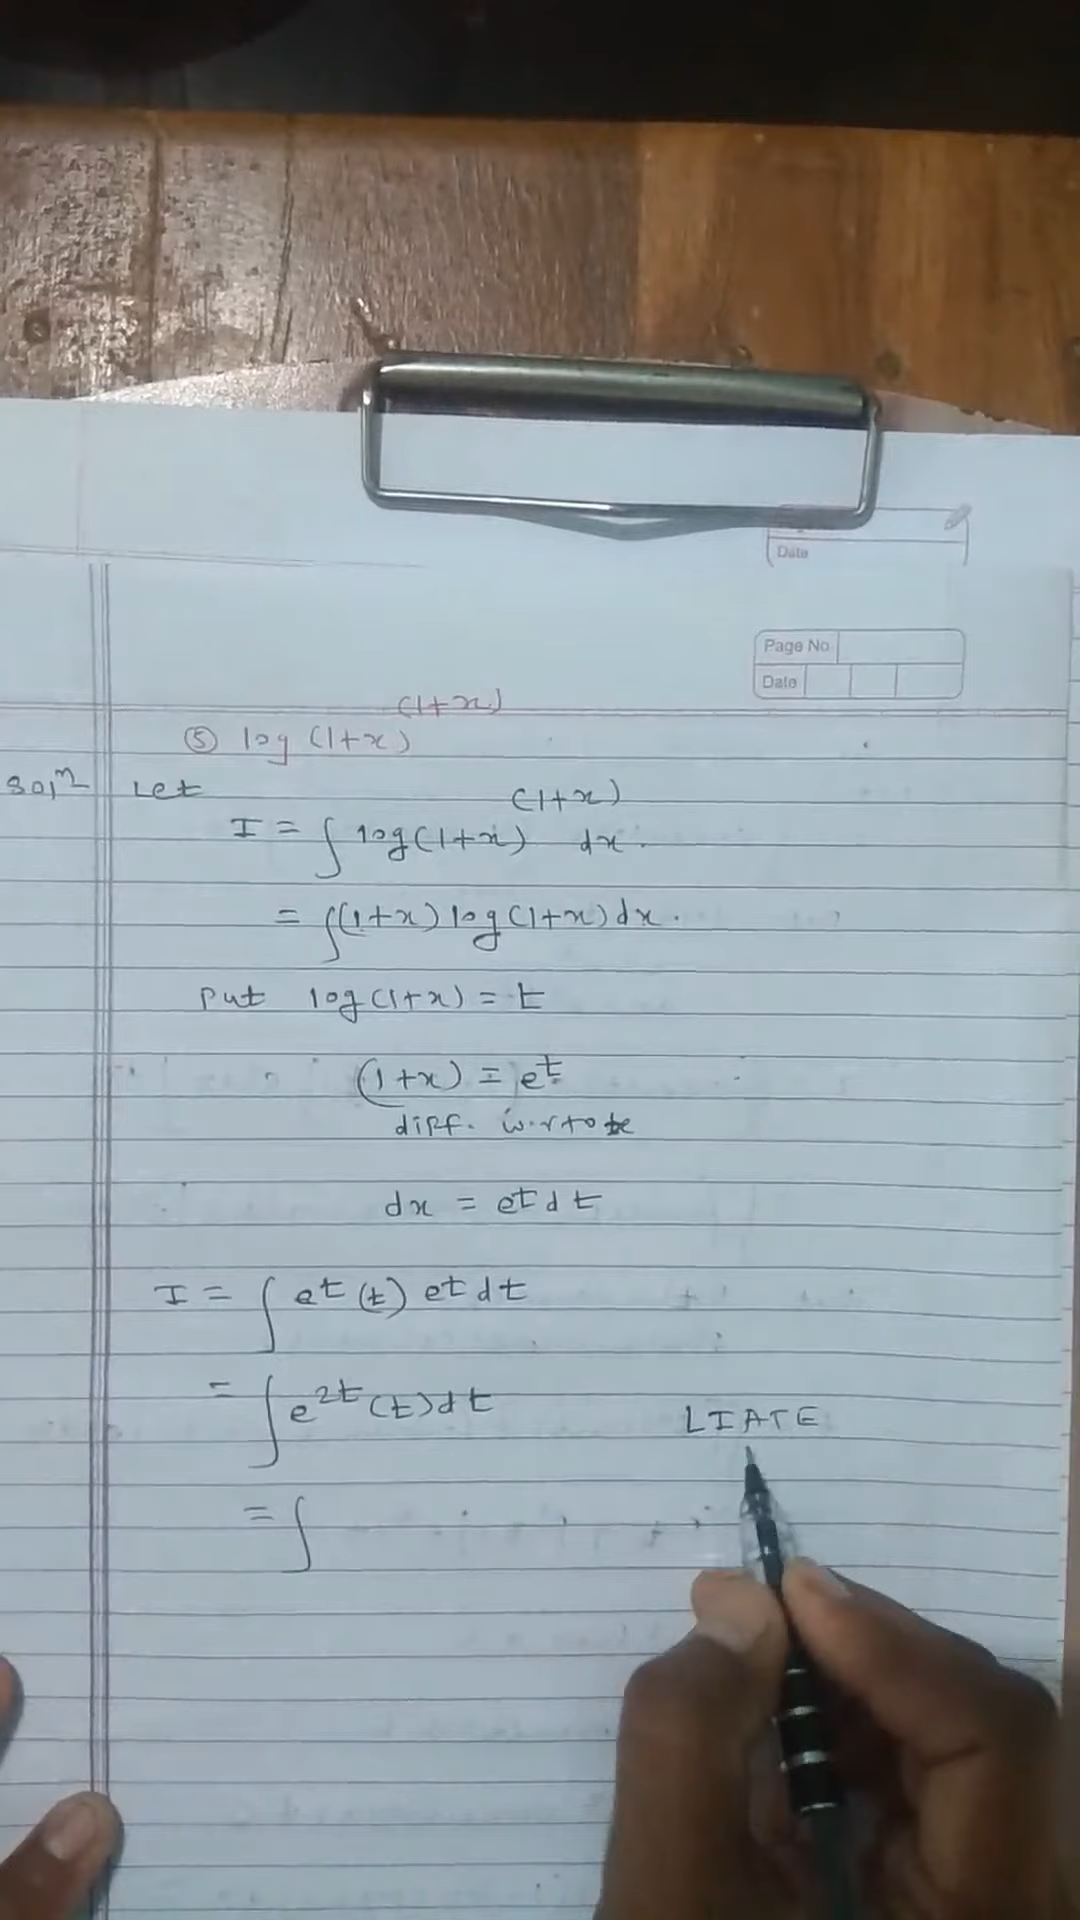 Date
Page No
Date
(1+x)
⑤ log (1+x)
Solⁿ Let
(1+x)
I = ∫ log(1+x) dx.
= ∫(1+x) log(1+x) dx.
Put log(1+x) = t
(1+x) = e^t
diff. w.r.to
dx = e^t dt
I = ∫ e^t (t) e^t dt
= ∫ e^2t (t) dt
LIATE
= ∫